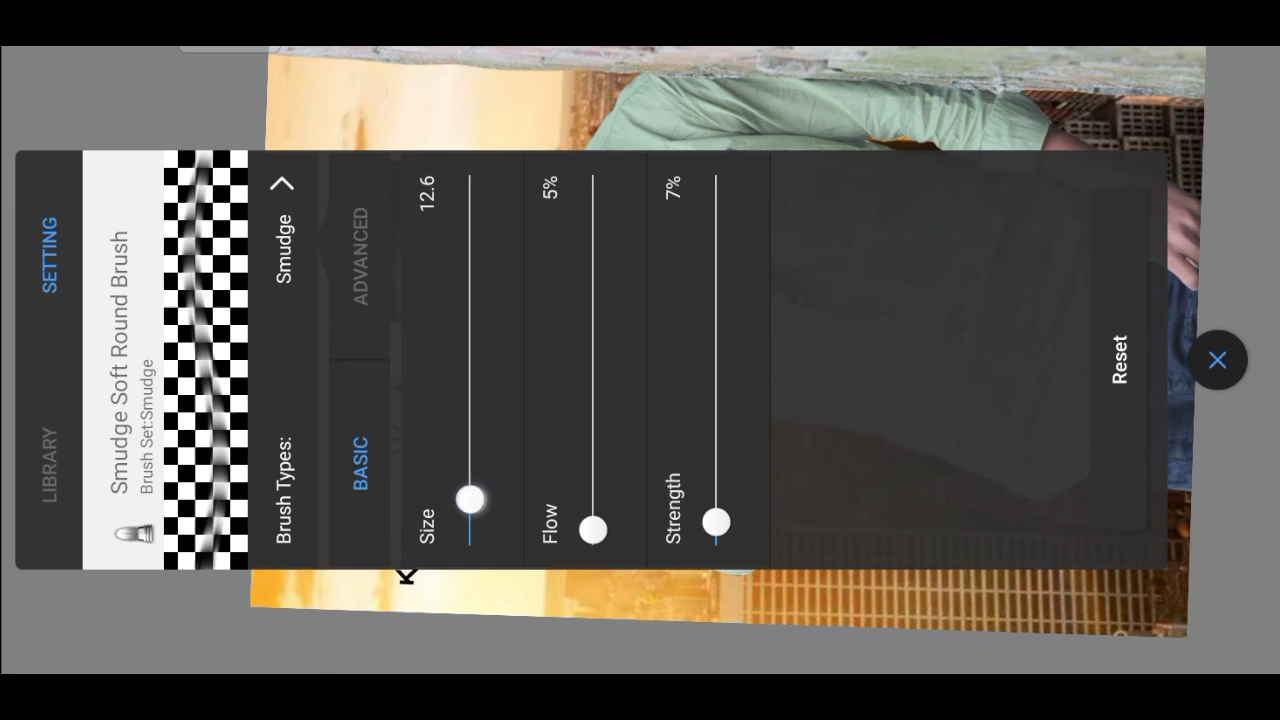 LIBRARY SETTING
Smudge Soft Round Brush
Brush Set:Smudge
Brush Types: Smudge
BASIC ADVANCED
Size 12.6
Flow 5%
Strength 7%
Reset
K